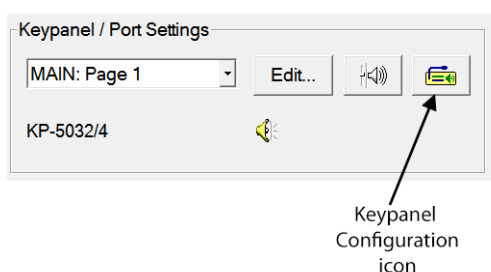 Keypanel / Port Settings
MAIN: Page 1
Edit...
KP-5032/4
Keypanel
Configuration
icon